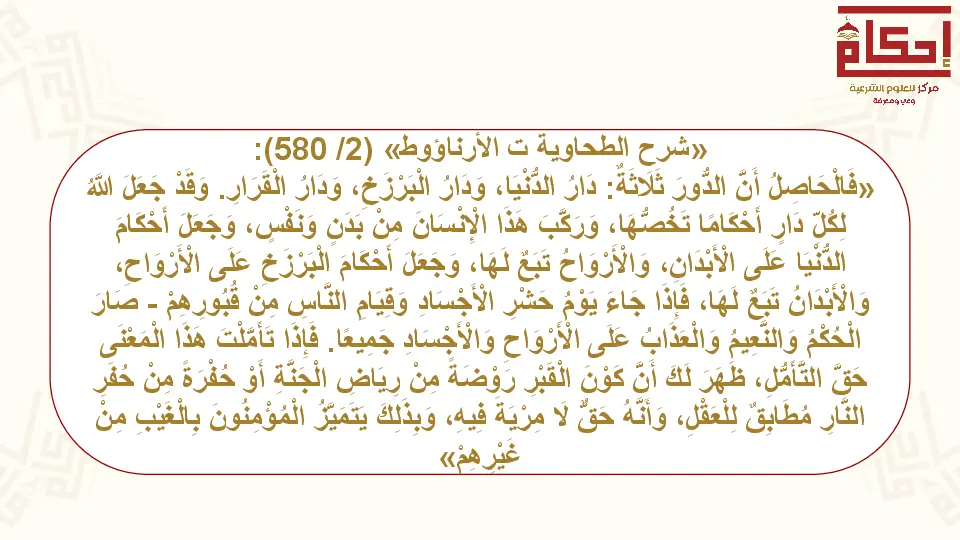 إحكام
مركز للعلوم الشرعية
وعي ومعرفة
«شرح الطحاوية ت الأرناؤوط» (2/ 580):
«فَالْحَاصِلُ أَنَّ الدُّورَ ثَلَاثَةٌ: دَارُ الدُّنْيَا، وَدَارُ الْبَرْزَخِ، وَدَارُ الْقَرَارِ. وَقَدْ جَعَلَ اللَّهُ
لِكُلِّ دَارٍ أَحْكَامًا تَخُصُّهَا، وَرَكَّبَ هَذَا الْإِنْسَانَ مِنْ بَدَنٍ وَنَفْسٍ، وَجَعَلَ أَحْكَامَ
الدُّنْيَا عَلَى الْأَبْدَانِ، وَالْأَرْوَاحُ تَبَعٌ لَهَا، وَجَعَلَ أَحْكَامَ الْبَرْزَخِ عَلَى الْأَرْوَاحِ،
وَالْأَبْدَانُ تَبَعٌ لَهَا، فَإِذَا جَاءَ يَوْمُ حَشْرِ الْأَجْسَادِ وَقِيَامِ النَّاسِ مِنْ قُبُورِهِمْ - صَارَ
الْحُكْمُ وَالنَّعِيمُ وَالْعَذَابُ عَلَى الْأَرْوَاحِ وَالْأَجْسَادِ جَمِيعًا. فَإِذَا تَأَمَّلْتَ هَذَا الْمَعْنَى
حَقَّ التَّأَمُّلِ، ظَهَرَ لَكَ أَنَّ كَوْنَ الْقَبْرِ رَوْضَةً مِنْ رِيَاضِ الْجَنَّةِ أَوْ حُفْرَةً مِنْ حُفَرِ
النَّارِ مُطَابِقٌ لِلْعَقْلِ، وَأَنَّهُ حَقٌّ لَا مِرْيَةَ فِيهِ، وَبِذَلِكَ يَتَمَيَّزُ الْمُؤْمِنُونَ بِالْغَيْبِ مِنْ
غَيْرِهِمْ»